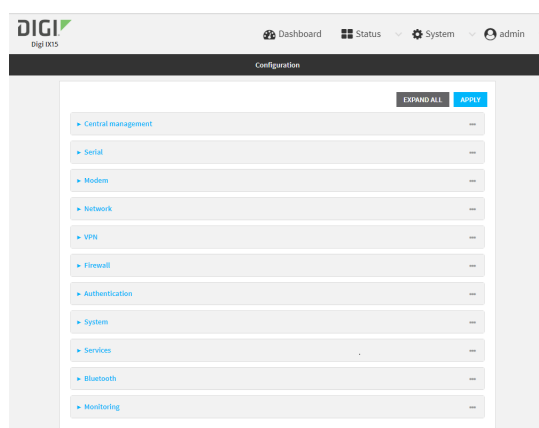 DIGI
Digi IX15
Dashboard Status System admin
Configuration
EXPAND ALL APPLY
Central management
Serial
Modem
Network
VPN
Firewall
Authentication
System
Services
Bluetooth
Monitoring